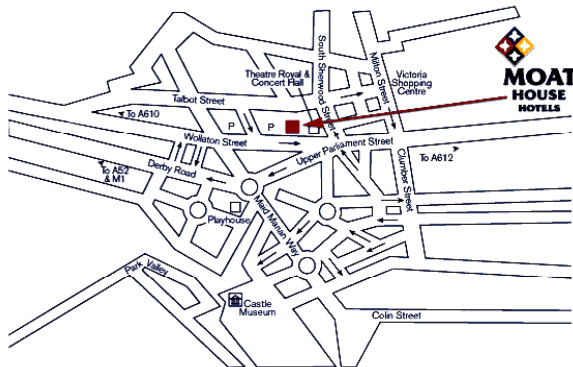 MOAT
HOUSE
HOTELS
South Sherwood Street
Milton Street
Theatre Royal &
Concert Hall
Victoria
Shopping
Centre
Talbot Street
To A610
P
P
Wollaton Street
Upper Parliament Street
To A612
Derby Road
To A52
& M1
Clumber Street
Maid Marian Way
Playhouse
Park Valley
Castle
Museum
Colin Street